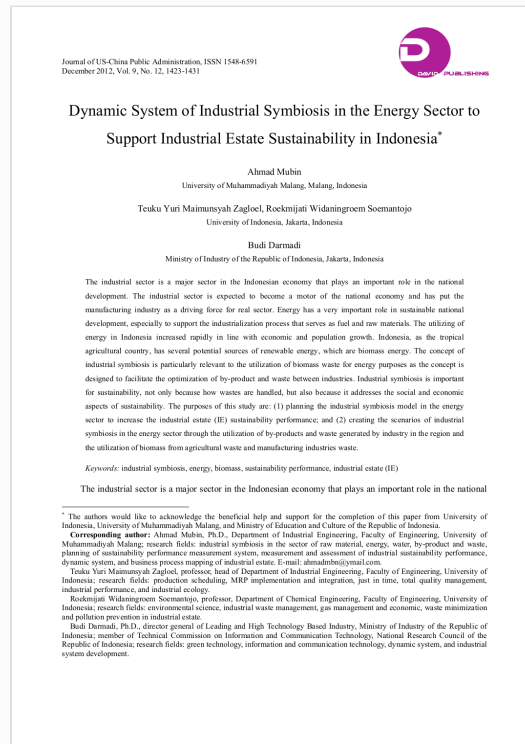 Journal of US-China Public Administration, ISSN 1548-6591
December 2012, Vol. 9, No. 12, 1423-1431
D
DAVID PUBLISHING
Dynamic System of Industrial Symbiosis in the Energy Sector to
Support Industrial Estate Sustainability in Indonesia*
Ahmad Mubin
University of Muhammadiyah Malang, Malang, Indonesia
Teuku Yuri Maimunsyah Zagloel, Roekmijati Widaningroem Soemantojo
University of Indonesia, Jakarta, Indonesia
Budi Darmadi
Ministry of Industry of the Republic of Indonesia, Jakarta, Indonesia
The industrial sector is a major sector in the Indonesian economy that plays an important role in the national
development. The industrial sector is expected to become a motor of the national economy and has put the
manufacturing industry as a driving force for real sector. Energy has a very important role in sustainable national
development, especially to support the industrialization process that serves as fuel and raw materials. The utilizing of
energy in Indonesia increased rapidly in line with economic and population growth. Indonesia, as the tropical
agricultural country, has several potential sources of renewable energy, which are biomass energy. The concept of
industrial symbiosis is particularly relevant to the utilization of biomass waste for energy purposes as the concept is
designed to facilitate the optimization of by-product and waste between industries. Industrial symbiosis is important
for sustainability, not only because how wastes are handled, but also because it addresses the social and economic
aspects of sustainability. The purposes of this study are: (1) planning the industrial symbiosis model in the energy
sector to increase the industrial estate (IE) sustainability performance; and (2) creating the scenarios of industrial
symbiosis in the energy sector through the utilization of by-products and waste generated by industry in the region and
the utilization of biomass from agricultural waste and manufacturing industries waste.
Keywords: industrial symbiosis, energy, biomass, sustainability performance, industrial estate (IE)
The industrial sector is a major sector in the Indonesian economy that plays an important role in the national
* The authors would like to acknowledge the beneficial help and support for the completion of this paper from University of
Indonesia, University of Muhammadiyah Malang, and Ministry of Education and Culture of the Republic of Indonesia.
Corresponding author: Ahmad Mubin, Ph.D., Department of Industrial Engineering, Faculty of Engineering, University of
Muhammadiyah Malang; research fields: industrial symbiosis in the sector of raw material, energy, water, by-product and waste,
planning of sustainability performance measurement system, measurement and assessment of industrial sustainability performance,
dynamic system, and business process mapping of industrial estate. E-mail: ahmadmbn@ymail.com.
Teuku Yuri Maimunsyah Zagloel, professor, head of Department of Industrial Engineering, Faculty of Engineering, University of
Indonesia; research fields: production scheduling, MRP implementation and integration, just in time, total quality management,
industrial performance, and industrial ecology.
Roekmijati Widaningroem Soemantojo, professor, Department of Chemical Engineering, Faculty of Engineering, University of
Indonesia; research fields: environmental science, industrial waste management, gas management and economic, waste minimization
and pollution prevention in industrial estate.
Budi Darmadi, Ph.D., director general of Leading and High Technology Based Industry, Ministry of Industry of the Republic of
Indonesia; member of Technical Commission on Information and Communication Technology, National Research Council of the
Republic of Indonesia; research fields: green technology, information and communication technology, dynamic system, and industrial
system development.